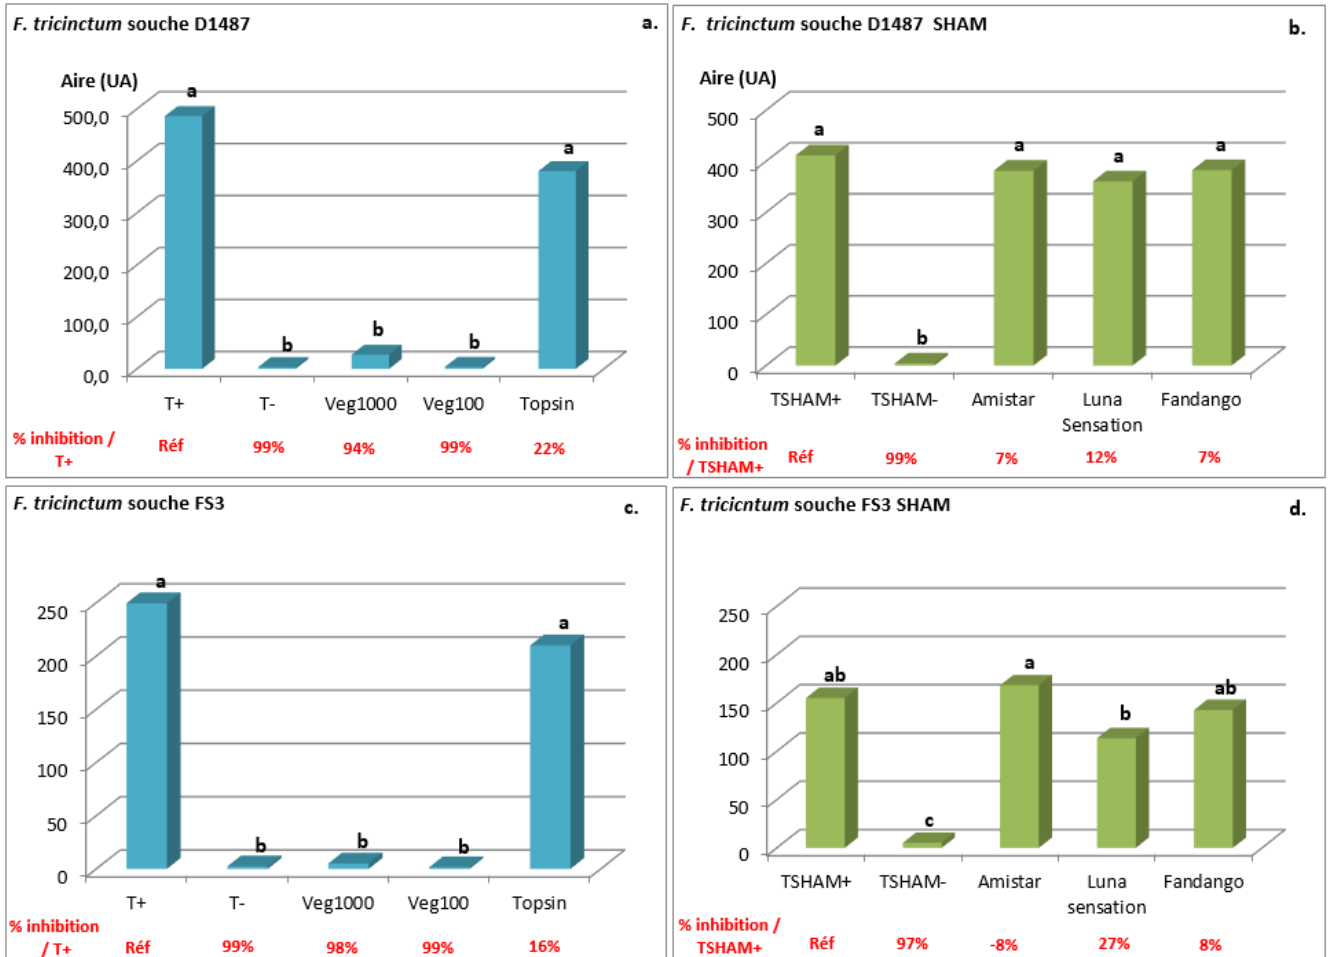 F. tricinctum souche D1487
a.
Aire (UA)
500,0
400,0
300,0
200,0
100,0
0,0
a
b
b
b
a
T+ T- Veg1000 Veg100 Topsin
% inhibition /
T+
Réf 99% 94% 99% 22%
F. tricinctum souche D1487 SHAM
b.
Aire (UA)
500
400
300
200
100
0
a
b
a
a
a
TSHAM+ TSHAM- Amistar Luna Fandango
Sensation
% inhibition
/ TSHAM+
Réf 99% 7% 12% 7%
F. tricinctum souche FS3
c.
250
200
150
100
50
0
a
b
b
b
a
T+ T- Veg1000 Veg100 Topsin
% inhibition
/ T+
Réf 99% 98% 99% 16%
F. tricicntum souche FS3 SHAM
d.
250
200
150
100
50
0
ab
c
a
b
ab
TSHAM+ TSHAM- Amistar Luna Fandango
sensation
% inhibition /
TSHAM+
Réf 97% -8% 27% 8%